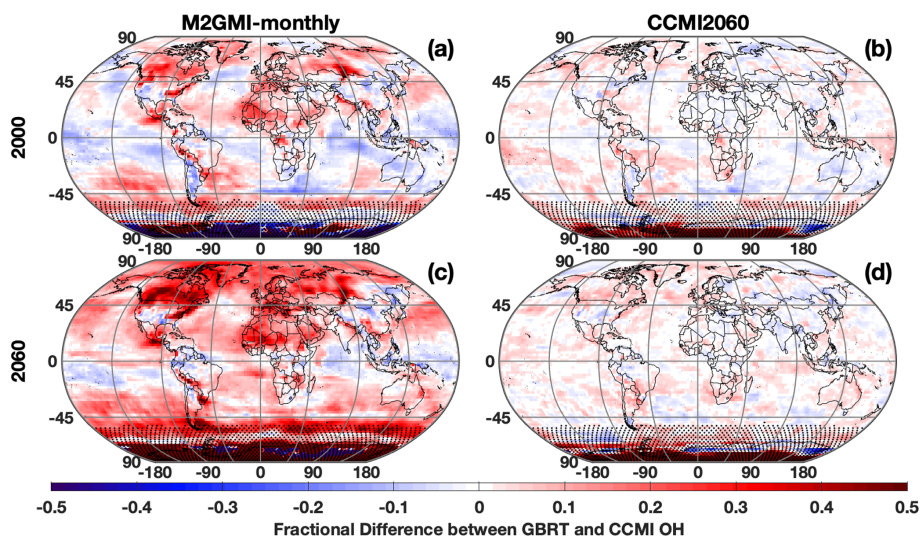 M2GMI-monthly CCMI2060
90 (a) 90 (b)
45 45
2000 0 0
-45 -45
90 90
-180 -90 0 90 180 -180 -90 0 90 180
90 (c) 90 (d)
45 45
2060 0 0
-45 -45
90 90
-180 -90 0 90 180 -180 -90 0 90 180
-0.5 -0.4 -0.3 -0.2 -0.1 0 0.1 0.2 0.3 0.4 0.5
Fractional Difference between GBRT and CCMI OH